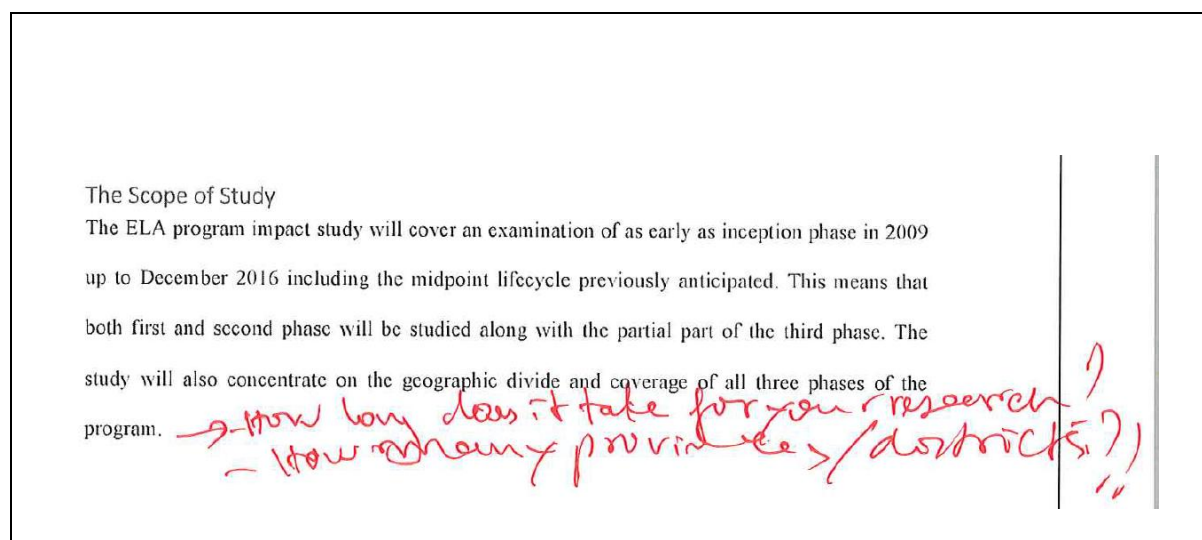 The Scope of Study
The ELA program impact study will cover an examination of as early as inception phase in 2009
up to December 2016 including the midpoint lifecycle previously anticipated. This means that
both first and second phase will be studied along with the partial part of the third phase. The
study will also concentrate on the geographic divide and coverage of all three phases of the
program. → - How long does it take for your research?
- How many provinces/districts?